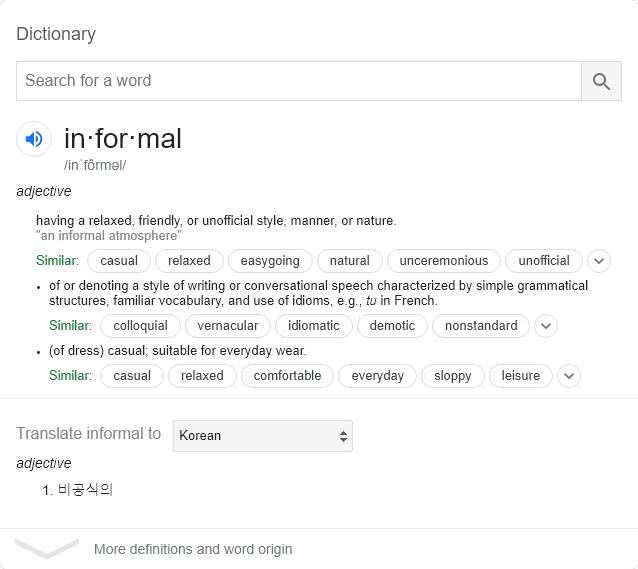 Dictionary
Search for a word
in·for·mal
/inˈfôrməl/
adjective
having a relaxed, friendly, or unofficial style, manner, or nature.
"an informal atmosphere"
Similar: casual relaxed easygoing natural unceremonious unofficial
• of or denoting a style of writing or conversational speech characterized by simple grammatical
structures, familiar vocabulary, and use of idioms, e.g., tu in French.
Similar: colloquial vernacular idiomatic demotic nonstandard
• (of dress) casual; suitable for everyday wear.
Similar: casual relaxed comfortable everyday sloppy leisure
Translate informal to Korean
adjective
1. 비공식의
More definitions and word origin